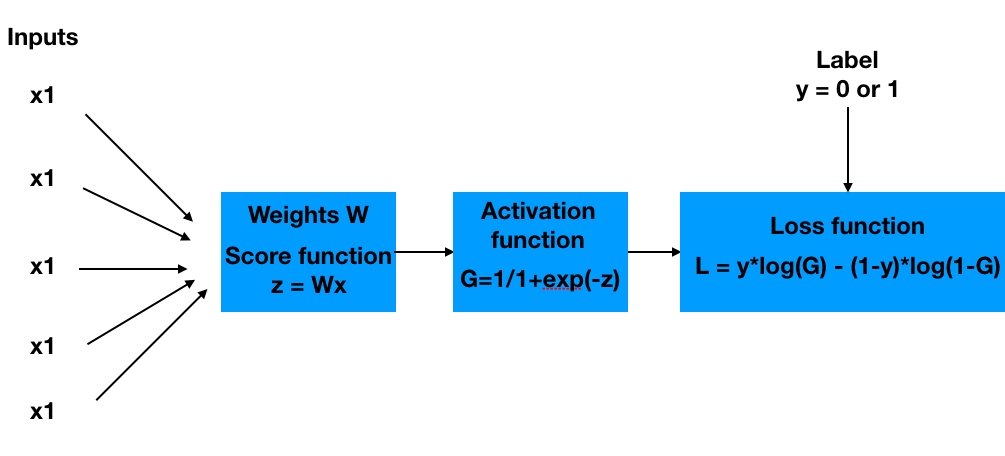 Inputs
x1
x1
x1
x1
x1
Weights W
Score function
z = Wx
Activation
function
G=1/1+exp(-z)
Label
y = 0 or 1
Loss function
L = y*log(G) - (1-y)*log(1-G)